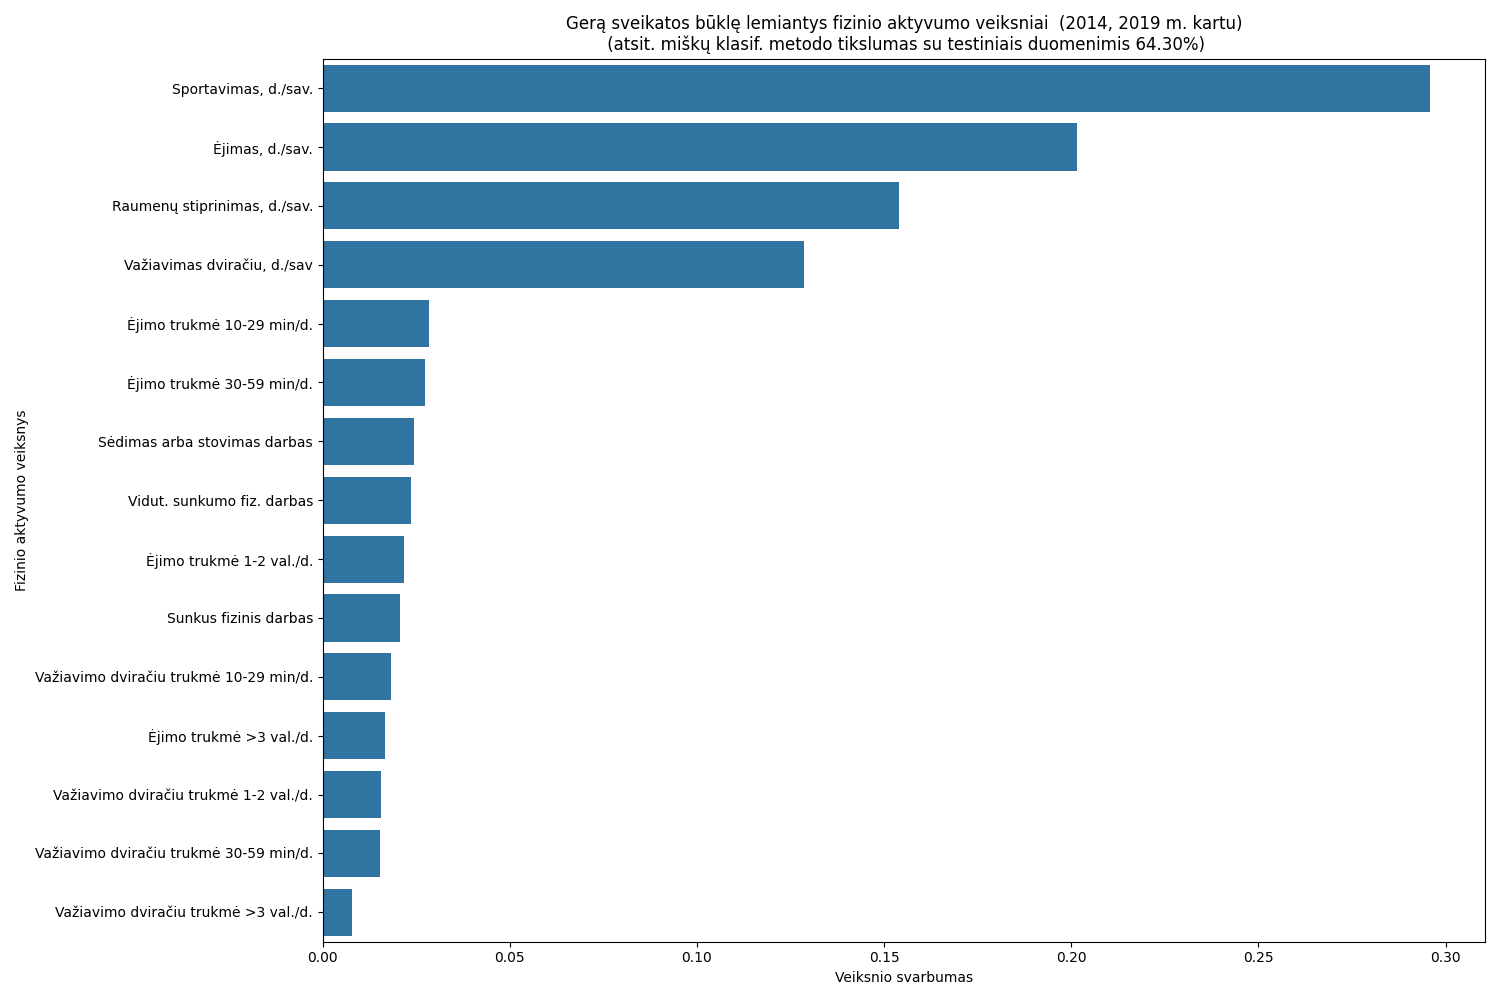 Gerą sveikatos būklę lemiantys fizinio aktyvumo veiksniai  (2014, 2019 m. kartu)
(atsit. miškų klasif. metodo tikslumas su testiniais duomenimis 64.30%)
Fizinio aktyvumo veiksnys
Sportavimas, d./sav.
Ėjimas, d./sav.
Raumenų stiprinimas, d./sav.
Važiavimas dviračiu, d./sav
Ėjimo trukmė 10-29 min/d.
Ėjimo trukmė 30-59 min/d.
Sėdimas arba stovimas darbas
Vidut. sunkumo fiz. darbas
Ėjimo trukmė 1-2 val./d.
Sunkus fizinis darbas
Važiavimo dviračiu trukmė 10-29 min/d.
Ėjimo trukmė >3 val./d.
Važiavimo dviračiu trukmė 1-2 val./d.
Važiavimo dviračiu trukmė 30-59 min/d.
Važiavimo dviračiu trukmė >3 val./d.
0.00 0.05 0.10 0.15 0.20 0.25 0.30
Veiksnio svarbumas